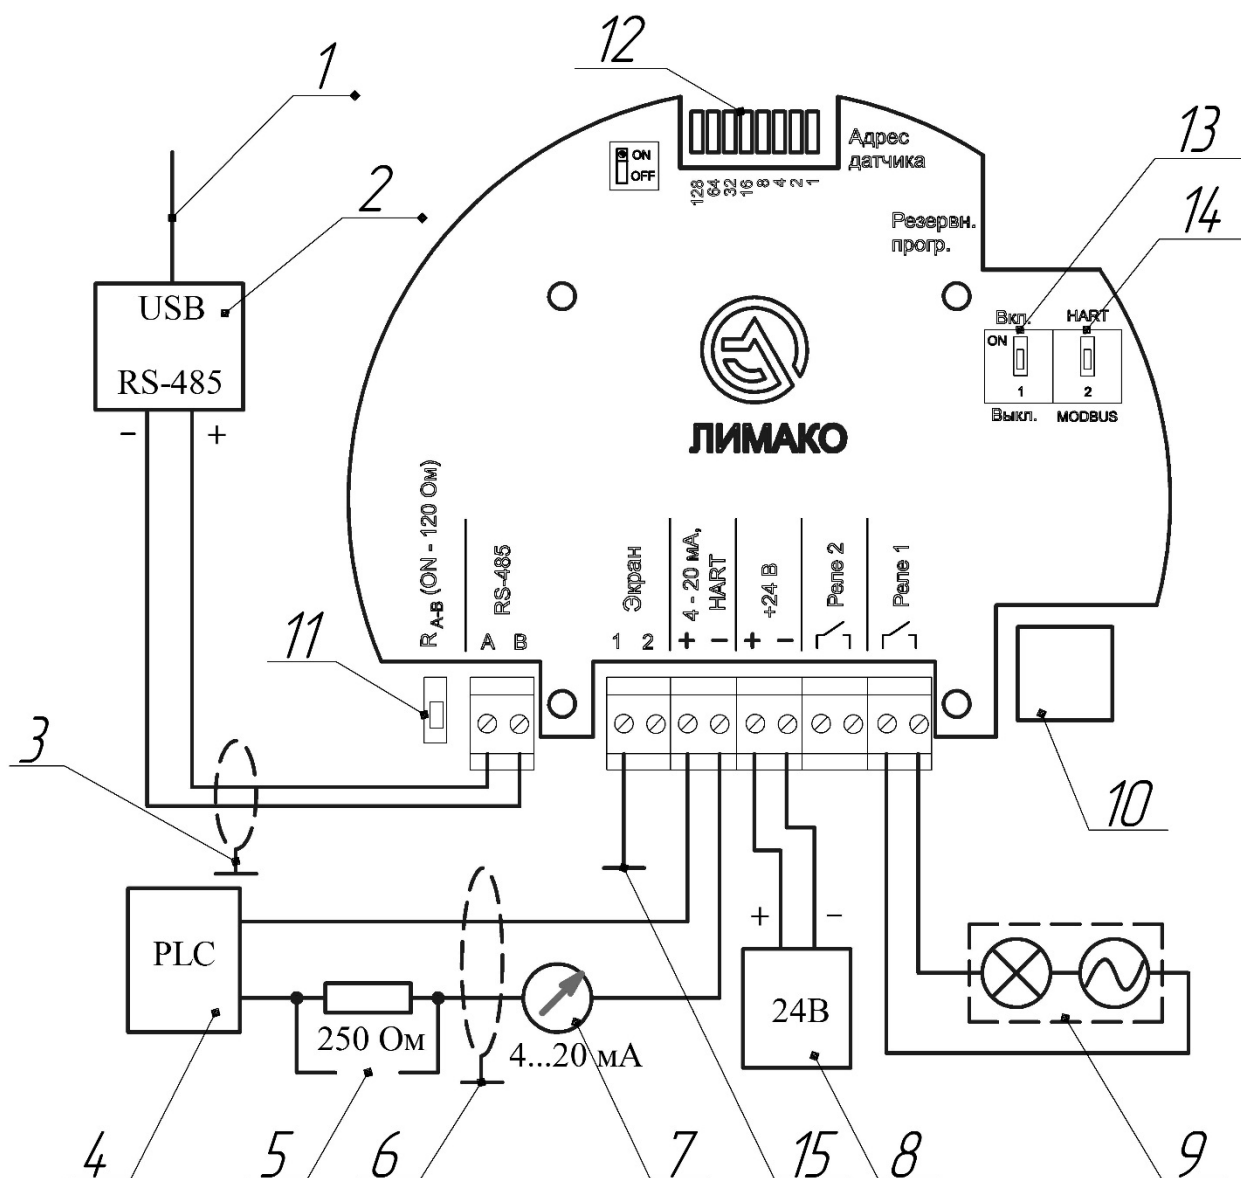 12
1
13
Адрес
датчика
ON
OFF
128
64
32
16
8
4
2
1
2
Резервн.
прогр.
14
USB
RS-485
- +
Вкл.
HART
ON
1
2
Выкл.
MODBUS
ЛИМАКО
R A-B (ON - 120 Ом)
RS-485
A B
Экран
1 2
4 - 20 мА,
HART
+ -
+24 В
+ -
Реле 2
Реле 1
11
3
10
PLC
250 Ом
4...20 мА
+ -
24В
4
5
6
7
15
8
9